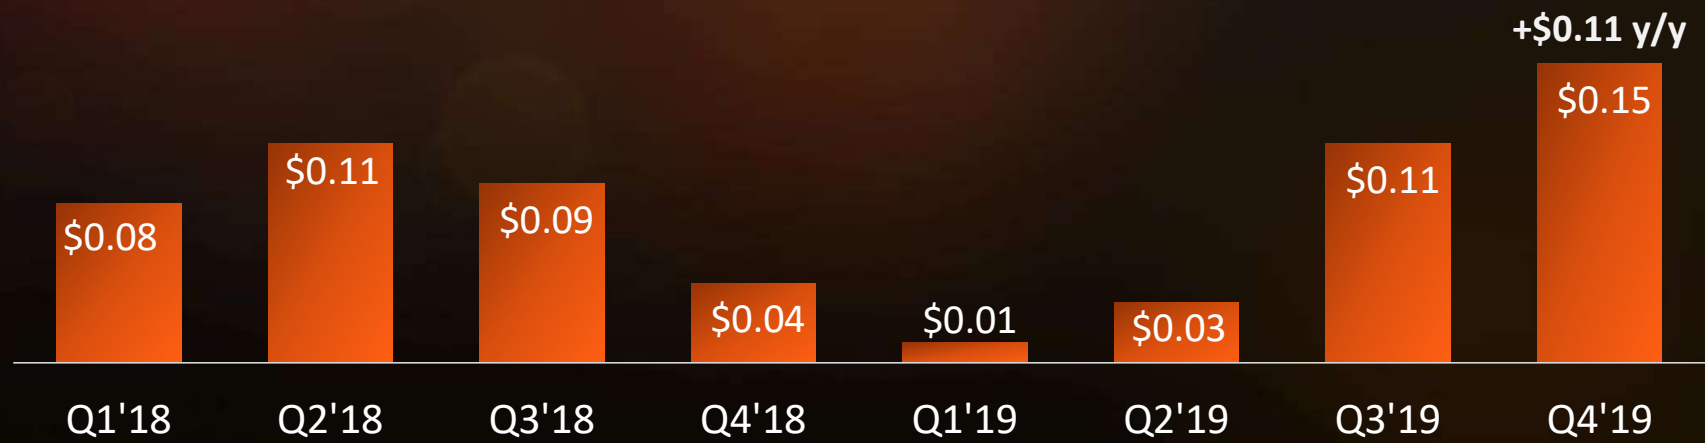 +$0.11 y/y
$0.08
$0.11
$0.09
$0.04
$0.01
$0.03
$0.11
$0.15
Q1'18
Q2'18
Q3'18
Q4'18
Q1'19
Q2'19
Q3'19
Q4'19